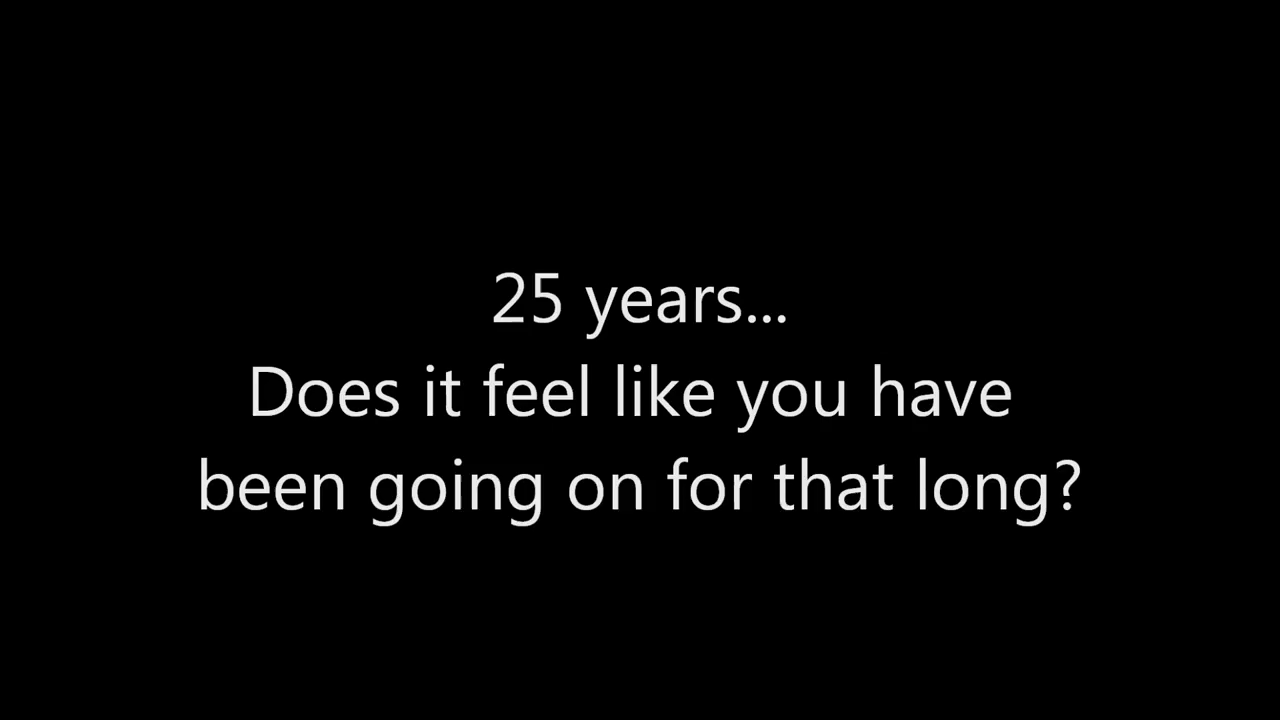 25 years...
Does it feel like you have
been going on for that long?